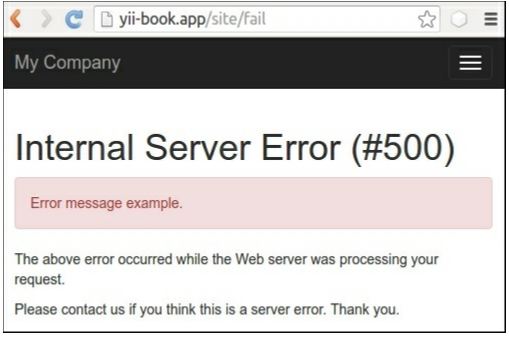 yii-book.app/site/fail
My Company
Internal Server Error (#500)
Error message example.
The above error occurred while the Web server was processing your
request.
Please contact us if you think this is a server error. Thank you.